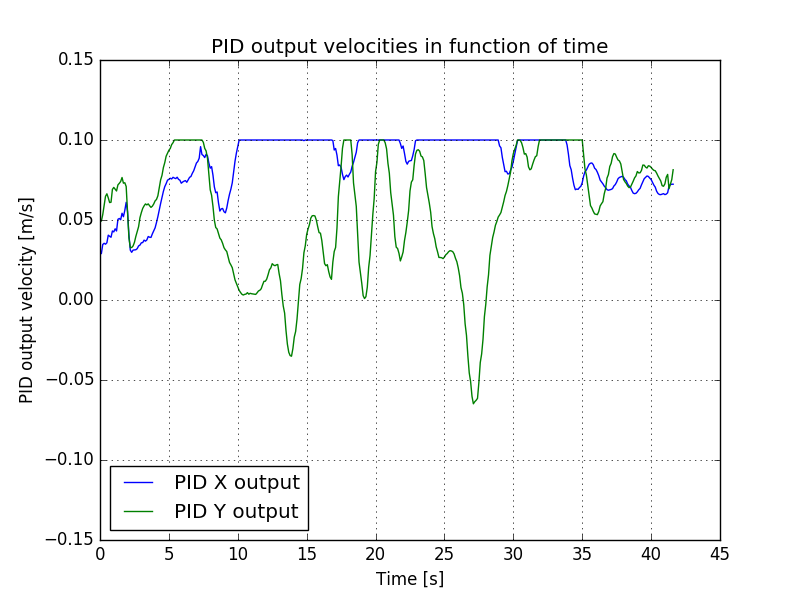 PID output velocities in function of time
PID output velocity [m/s]
0.15
0.10
0.05
0.00
−0.05
−0.10
−0.15
PID X output
PID Y output
0 5 10 15 20 25 30 35 40 45
Time [s]